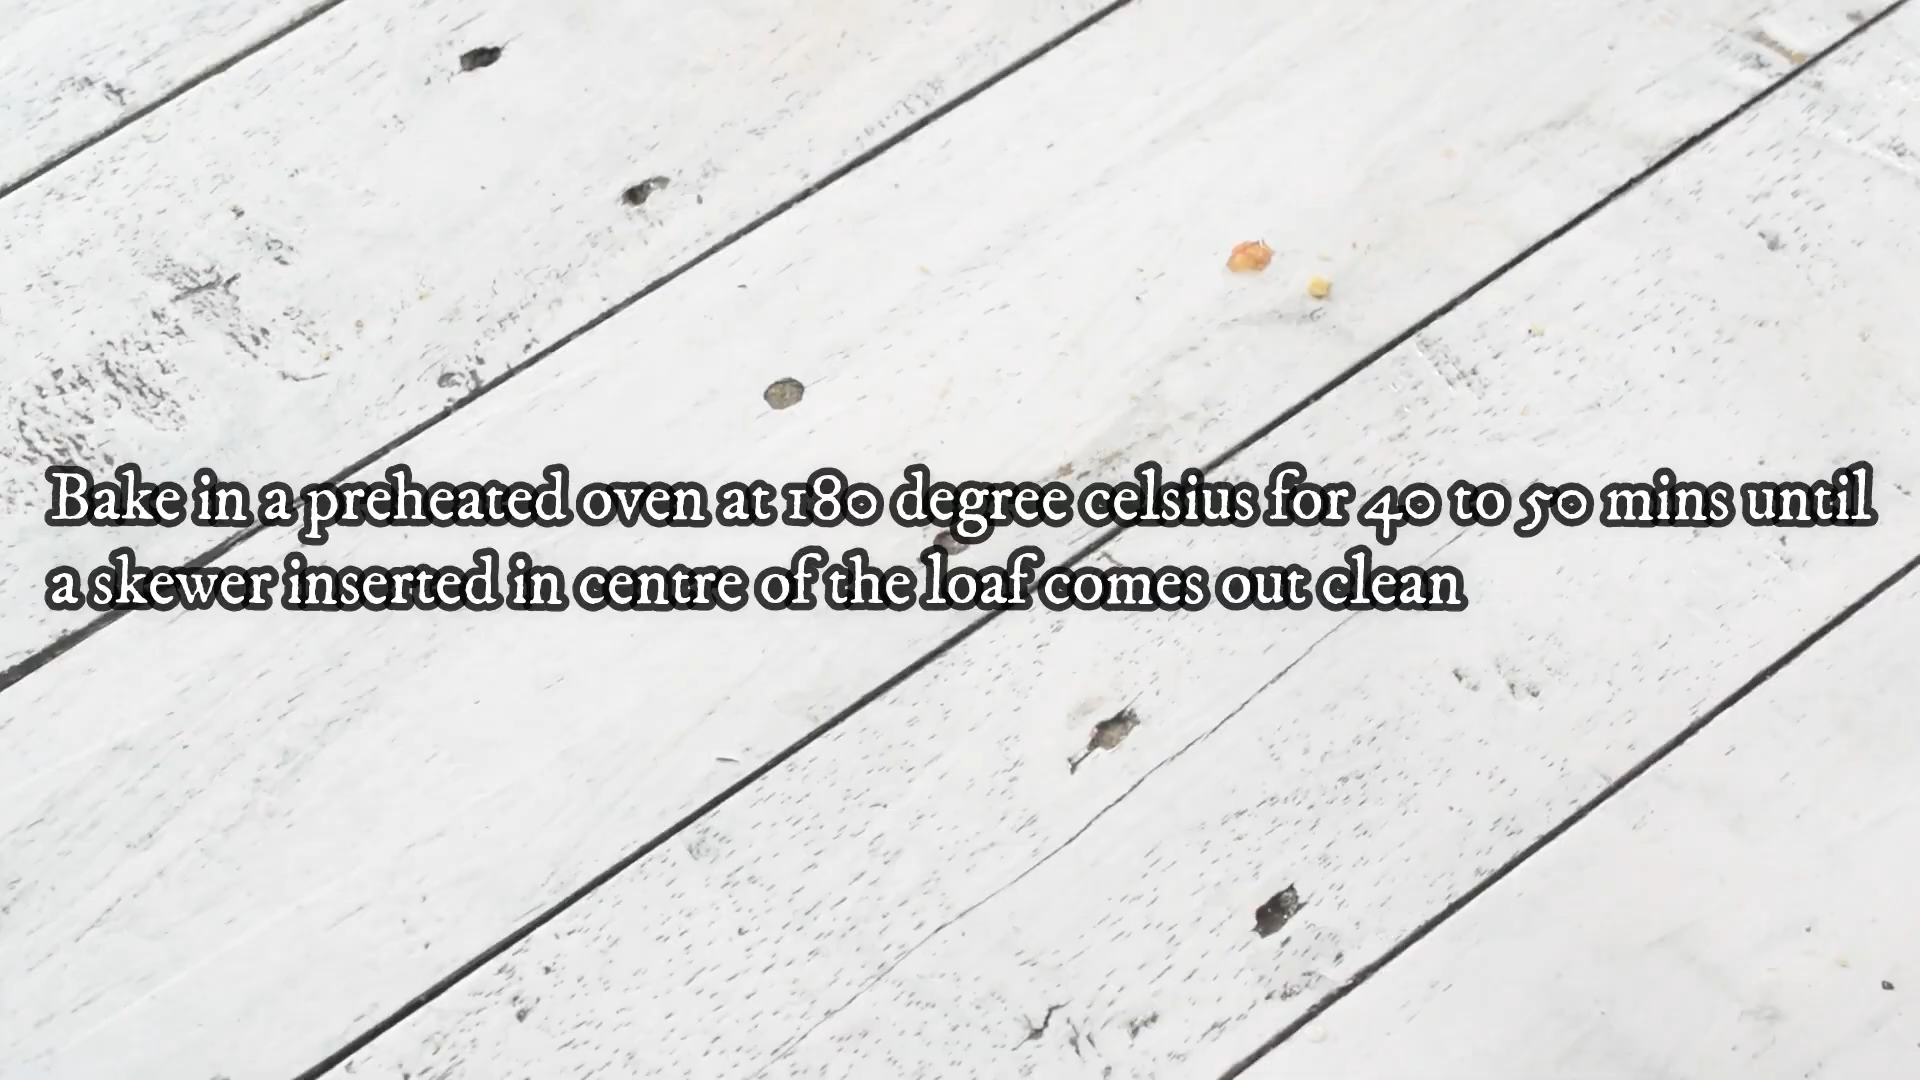 Bake in a preheated oven at 180 degree celsius for 40 to 50 mins until
a skewer inserted in centre of the loaf comes out clean